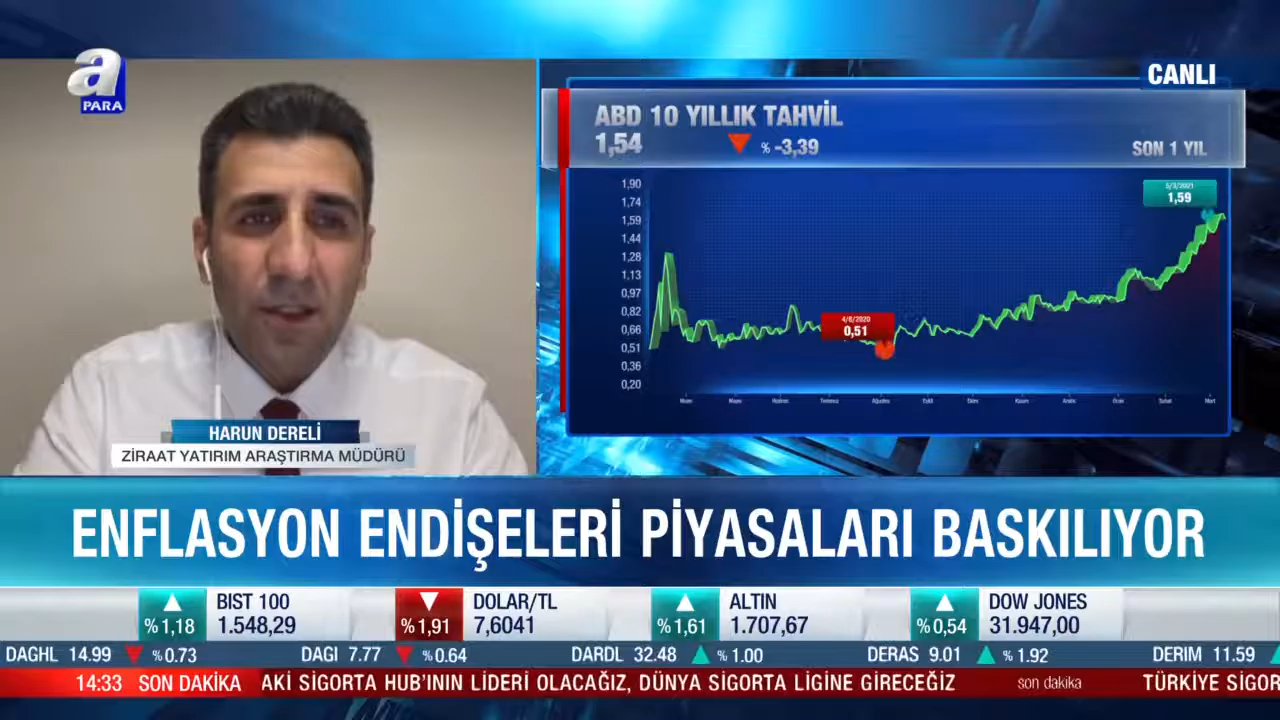 a
PARA
CANLI
ABD 10 YILLIK TAHVİL
1,54
% -3,39
SON 1 YIL
1,90
1,74
1,59
1,44
1,28
1,13
0,97
0,82
0,66
0,51
0,36
0,20
5/3/2021
1,59
4/8/2020
0,51
Temmuz Ağustos Eylül Ekim Kasım Aralık Ocak Şubat Mart
HARUN DERELİ
ZİRAAT YATIRIM ARAŞTIRMA MÜDÜRÜ
ENFLASYON ENDİŞELERİ PİYASALARI BASKILIYOR
% 1,18 BIST 100 1.548,29
% 1,91 DOLAR/TL 7,6041
% 1,61 ALTIN 1.707,67
% 0,54 DOW JONES 31.947,00
DAGHL 14.99 %0.73 DAGI 7.77 %0.64 DARDL 32.48 % 1.00 DERAS 9.01 % 1.92 DERIM 11.59
14:33 SON DAKİKA AKİ SİGORTA HUB'ININ LİDERİ OLACAĞIZ, DÜNYA SİGORTA LİGİNE GİRECEĞİZ son dakika TÜRKİYE SİGOR